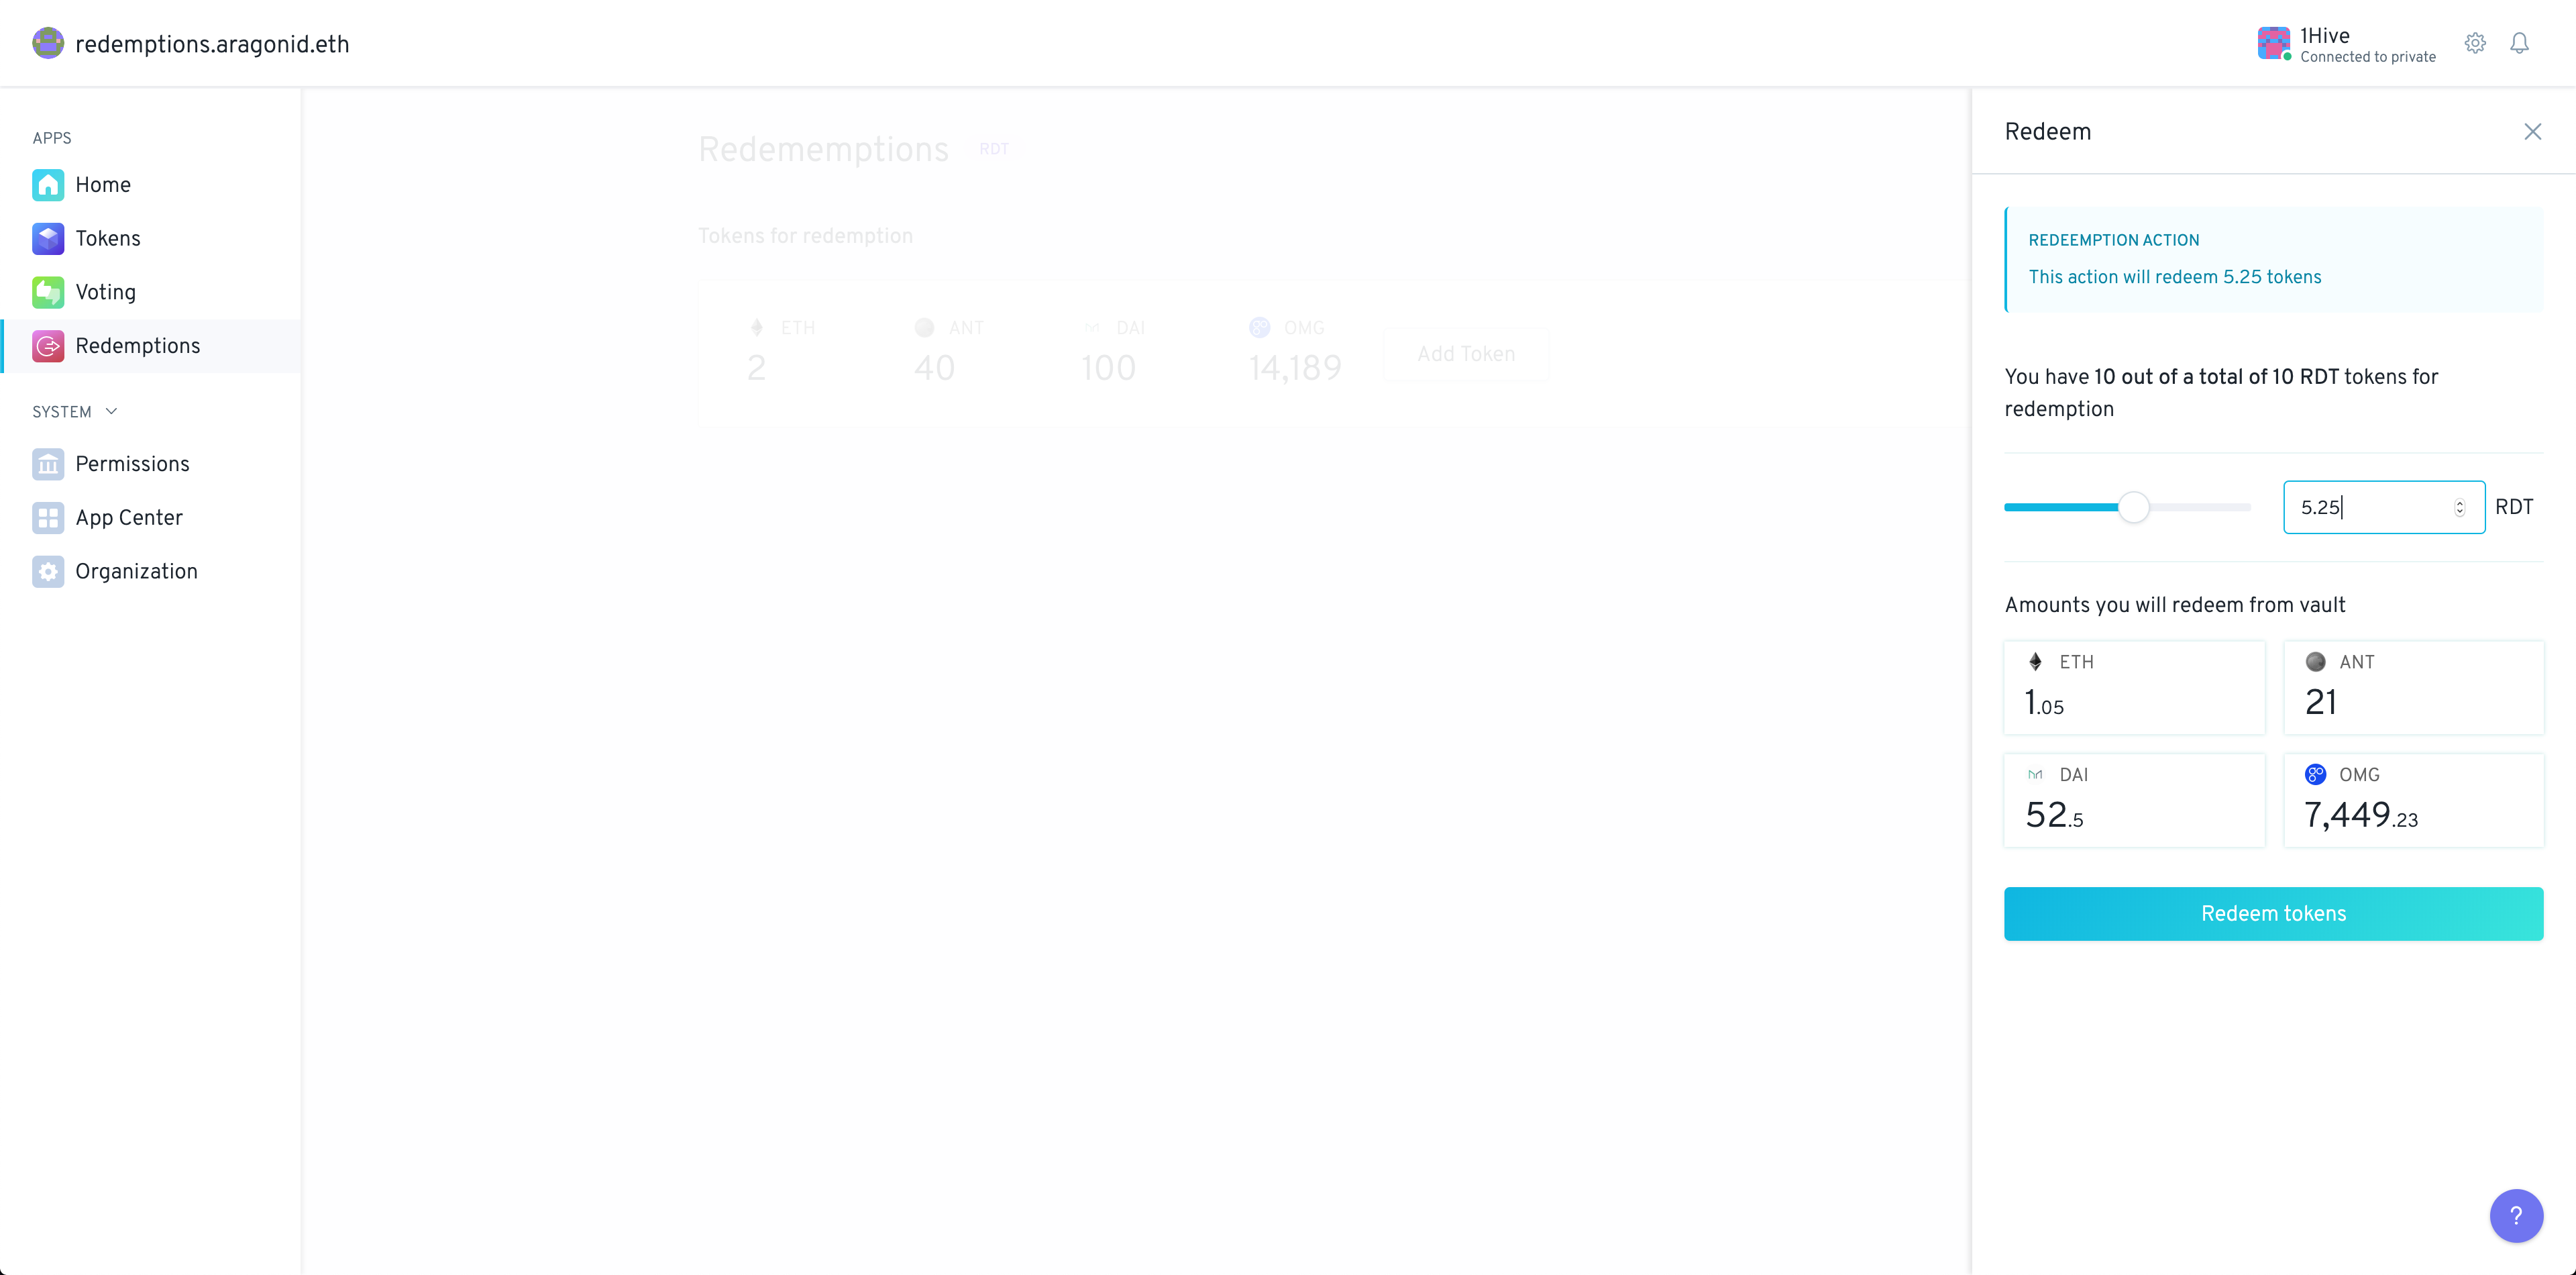 redemptions.aragonid.eth
1Hive
Connected to private
APPS
Home
Tokens
Voting
Redemptions
SYSTEM
Permissions
App Center
Organization
Redememptions RDT
Tokens for redemption
ETH ANT DAI OMG
2 40 100 14,189
Add Token
Redeem
REDEEMPTION ACTION
This action will redeem 5.25 tokens
You have 10 out of a total of 10 RDT tokens for
redemption
5.25 RDT
Amounts you will redeem from vault
ETH
1.05
ANT
21
DAI
52.5
OMG
7,449.23
Redeem tokens
?